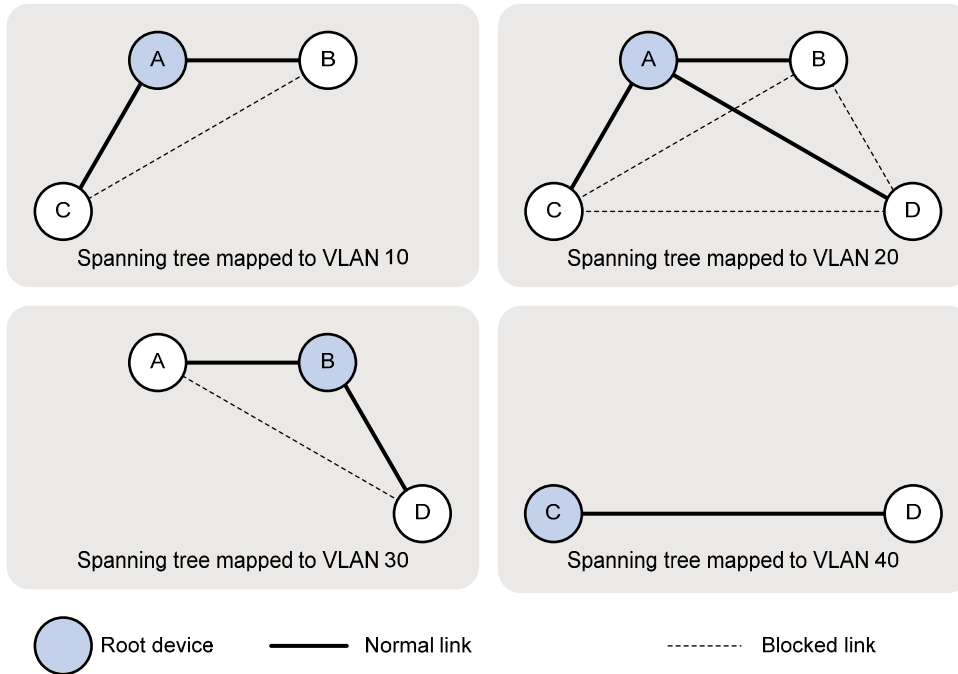 A
B
C
Spanning tree mapped to VLAN 10
A
B
C
D
Spanning tree mapped to VLAN 20
A
B
D
Spanning tree mapped to VLAN 30
C
D
Spanning tree mapped to VLAN 40
Root device
Normal link
Blocked link